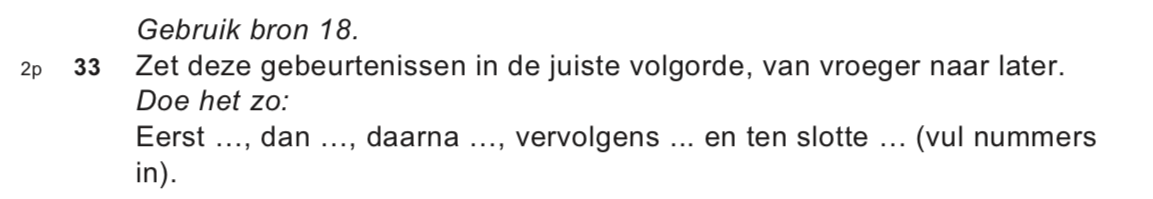 Gebruik bron 18.
2p 33 Zet deze gebeurtenissen in de juiste volgorde, van vroeger naar later.
Doe het zo:
Eerst ..., dan ..., daarna ..., vervolgens ... en ten slotte ... (vul nummers
in).